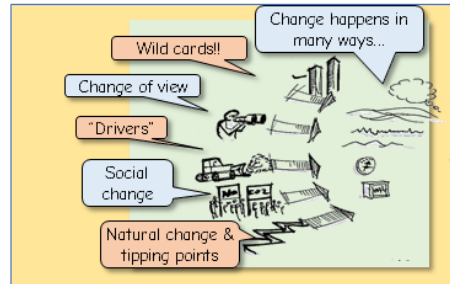 Change happens in
many ways...
Wild cards!!
Change of view
"Drivers"
Social
change
Natural change &
tipping points